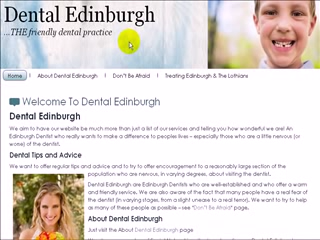 Dental Edinburgh
...THE friendly dental practice
Home
About Dental Edinburgh
Don'T Be Afraid
Treating Edinburgh & The Lothians
Welcome To Dental Edinburgh
Dental Edinburgh
We aim to have our website be much more than just a list of our services and telling you how wonderful we are! An
Edinburgh Dentist who really wants to make a difference to peoples lives – especially those who are a little (nervous (or
worse) of the dentist.
Dental Tips and Advice
We want to offer regular tips and advice and to try to offer encouragement to a reasonably large section of the
population who are nervous, in varying degrees, about visiting the dentist.
Dental Edinburgh are Edinburgh Dentists who are well-established and who offer a warm
and friendly service. We are also aware of the fact that many people have a real fear of
the dentist (in varying stages, from a slight unease to a real terror). We want to try to help
as many of these people as possible – see "Don't Be Afraid" page.
About Dental Edinburgh
Just visit the About Dental Edinburgh page